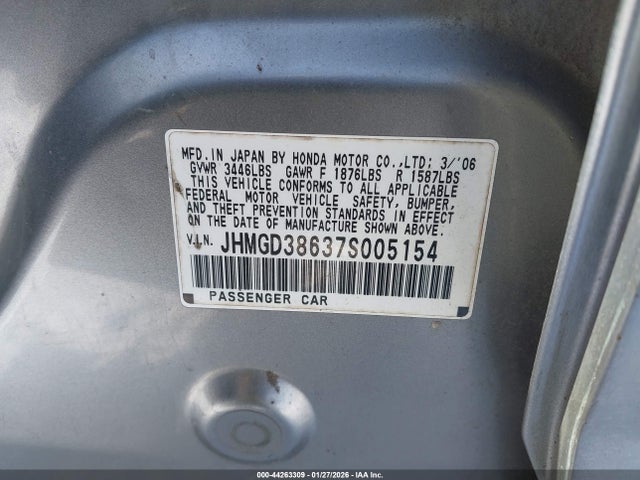 MFD. IN JAPAN BY HONDA MOTOR CO.,LTD: 3/'06
GVWR 3446LBS GAWR F 1876LBS R 1587LBS
THIS VEHICLE CONFORMS TO ALL APPLICABLE
FEDERAL MOTOR VEHICLE SAFETY, BUMPER,
AND THEFT PREVENTION STANDARDS IN EFFECT
ON THE DATE OF MANUFACTURE SHOWN ABOVE.
V.I.N. JHMGD38637S005154
PASSENGER CAR
000-44263309 - 01/27/2026 - IAA Inc.